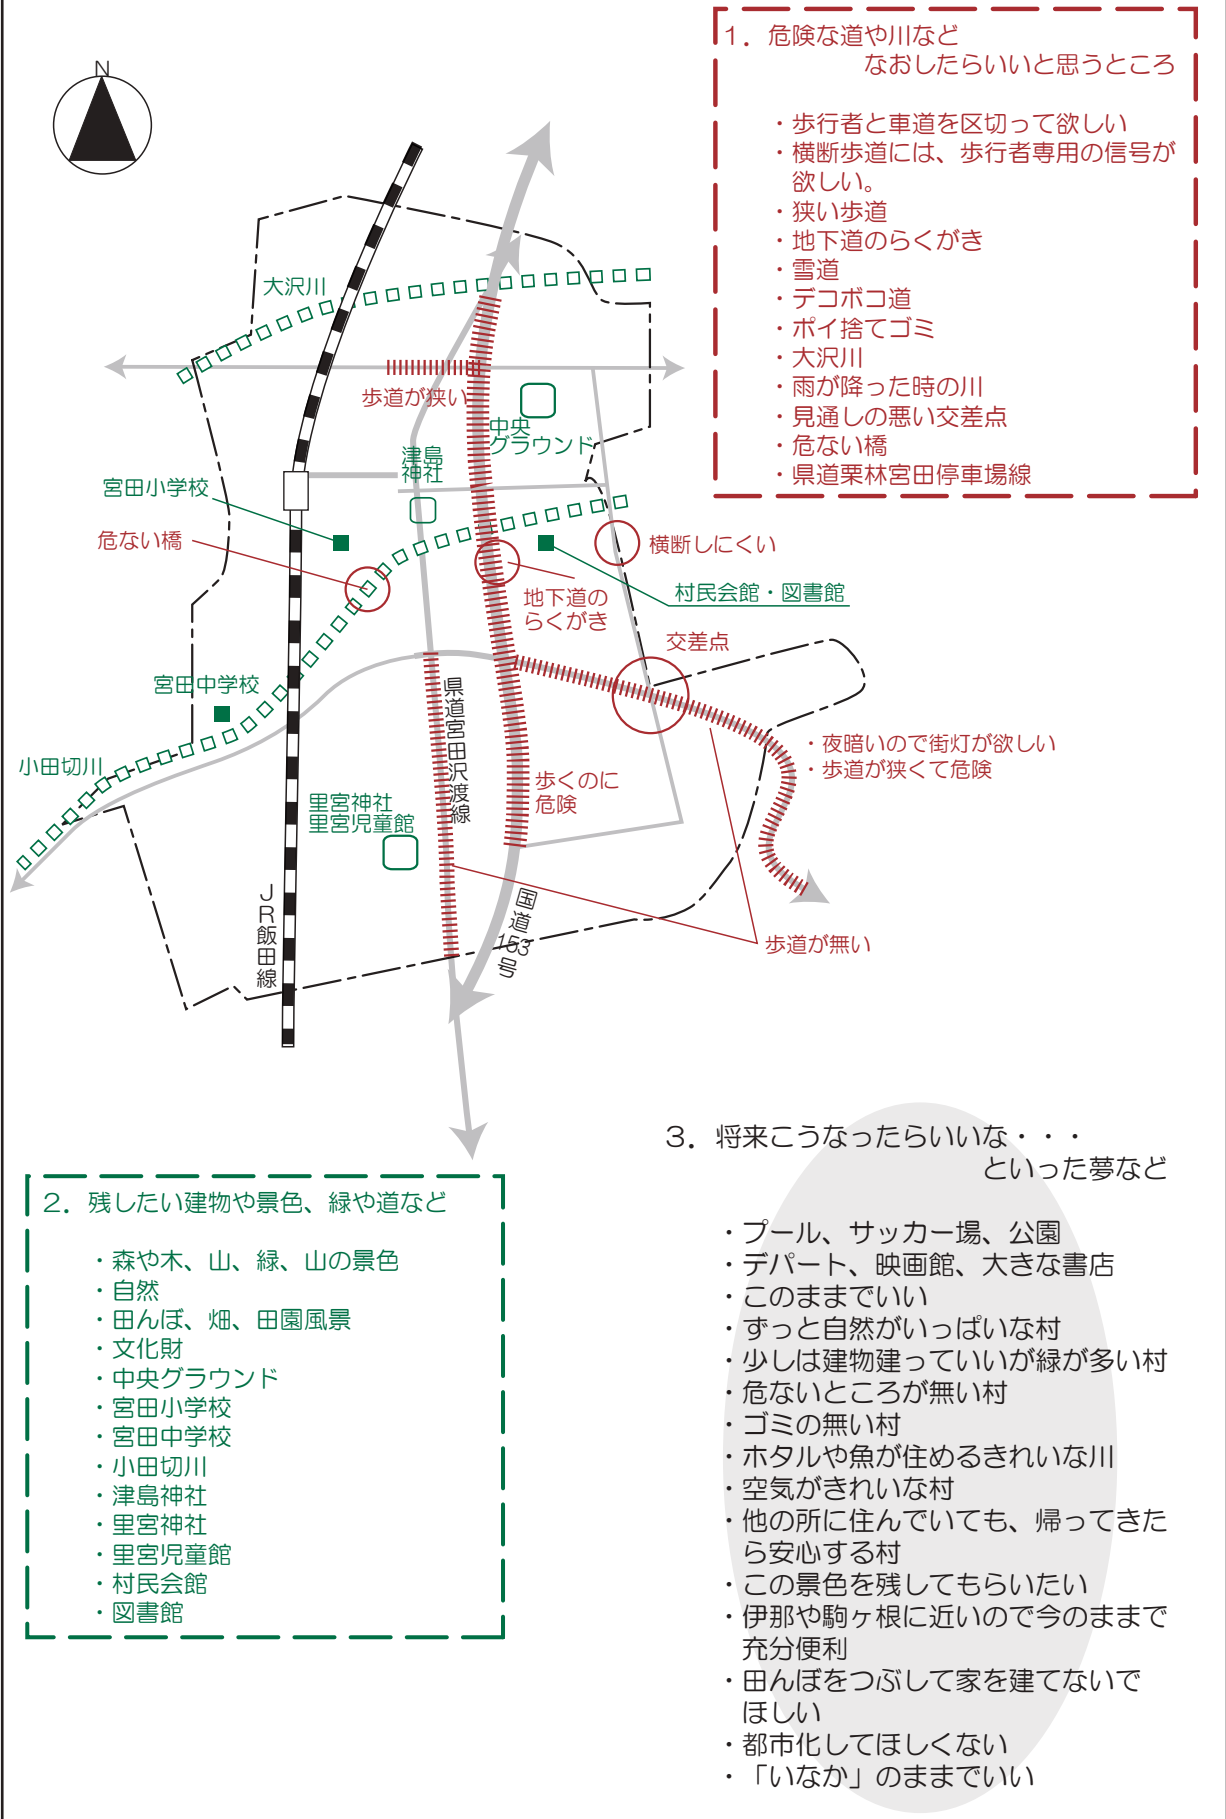 1．危険な道や川など
なおしたらいいと思うところ
・歩行者と車道を区切って欲しい
・横断歩道には、歩行者専用の信号が
欲しい。
・狭い歩道
・地下道のらくがき
・雪道
・デコボコ道
・ポイ捨てゴミ
・大沢川
・雨が降った時の川
・見通しの悪い交差点
・危ない橋
・県道栗林宮田停車場線
N
大沢川
歩道が狭い
中央
グラウンド
津島
神社
宮田小学校
危ない橋
横断しにくい
地下道の
らくがき
村民会館・図書館
交差点
宮田中学校
県道宮田沢渡線
小田切川
・夜暗いので街灯が欲しい
・歩道が狭くて危険
歩くのに
危険
里宮神社
里宮児童館
ＪＲ飯田線
国道153号
歩道が無い
2．残したい建物や景色、緑や道など
・森や木、山、緑、山の景色
・自然
・田んぼ、畑、田園風景
・文化財
・中央グラウンド
・宮田小学校
・宮田中学校
・小田切川
・津島神社
・里宮神社
・里宮児童館
・村民会館
・図書館
3．将来こうなったらいいな・・・
といった夢など
・プール、サッカー場、公園
・デパート、映画館、大きな書店
・このままでいい
・ずっと自然がいっぱいな村
・少しは建物建っていいが緑が多い村
・危ないところが無い村
・ゴミの無い村
・ホタルや魚が住めるきれいな川
・空気がきれいな村
・他の所に住んでいても、帰ってきた
ら安心する村
・この景色を残してもらいたい
・伊那や駒ヶ根に近いので今のままで
充分便利
・田んぼをつぶして家を建てないで
ほしい
・都市化してほしくない
・「いなか」のままでいい